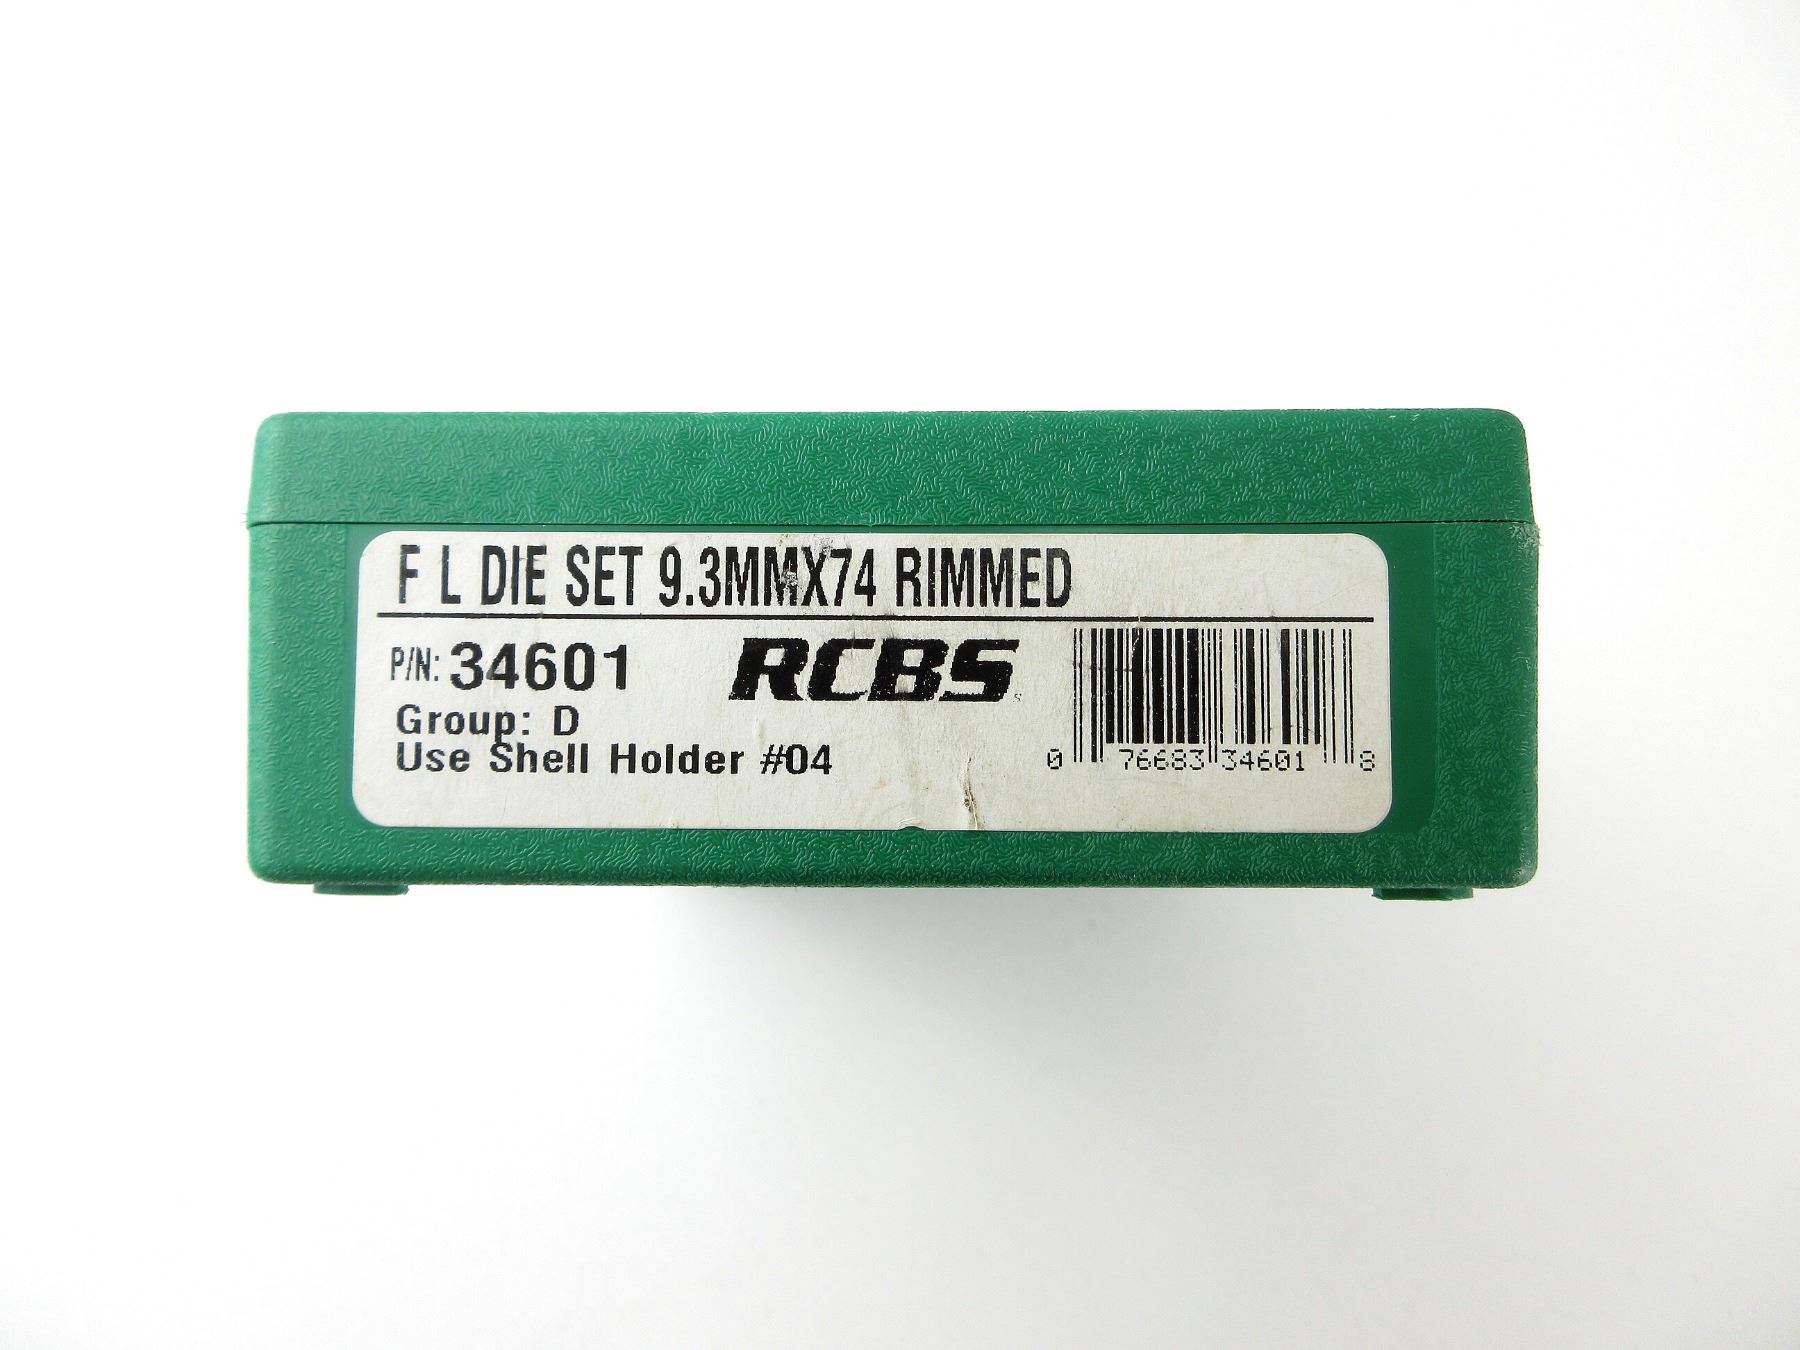 F L DIE SET 9.3MMX74 RIMMED
P/N: 34601
RCBS
Group: D
Use Shell Holder #04
0 76683 34601 8